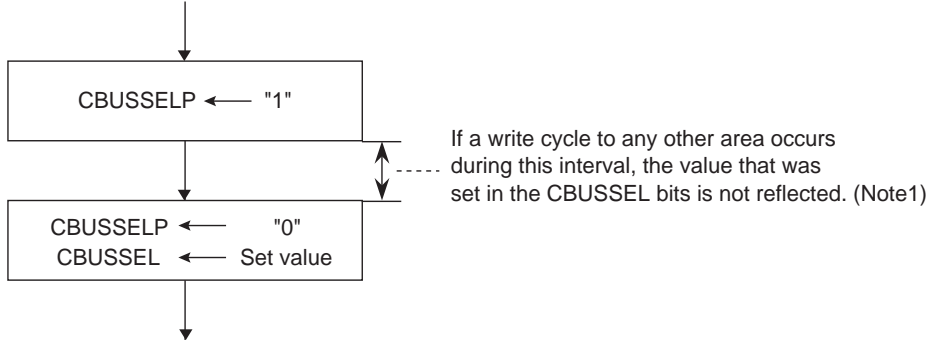 CBUSSELP ← "1"
If a write cycle to any other area occurs
during this interval, the value that was
set in the CBUSSEL bits is not reflected. (Note1)
CBUSSELP ← "0"
CBUSSEL ← Set value